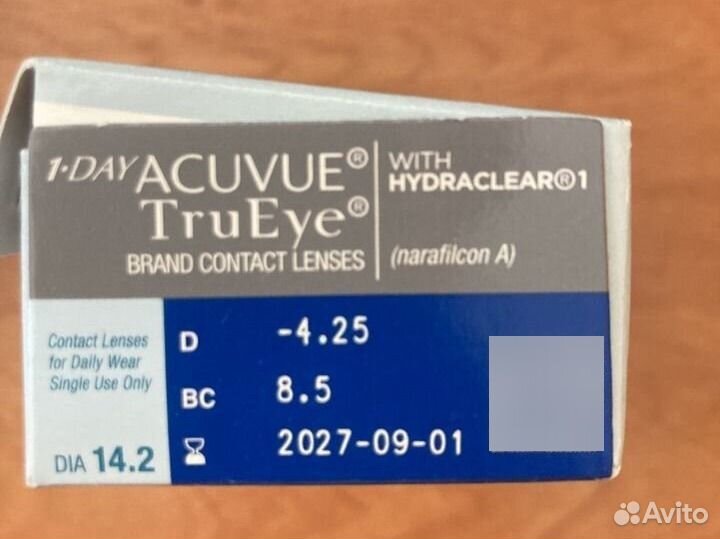 1·DAY ACUVUE®
TruEye®
BRAND CONTACT LENSES
WITH
HYDRACLEAR®1
(narafilcon A)
Contact Lenses
for Daily Wear
Single Use Only
DIA 14.2
D -4.25
BC 8.5
2027-09-01
Avito